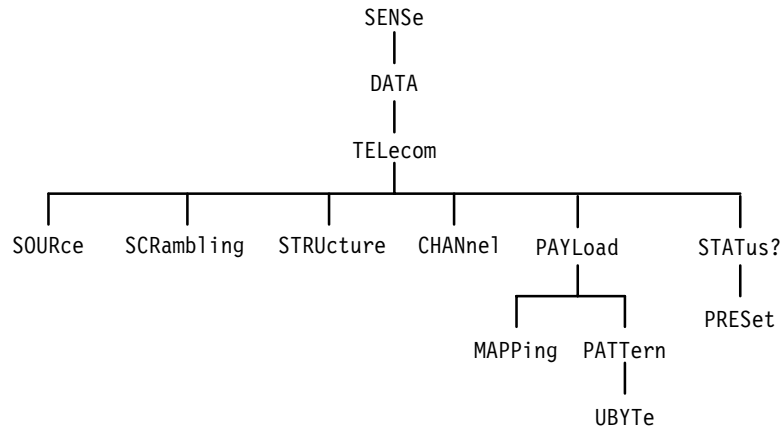 SENSe
DATA
TELecom
SOURce SCRambling STRUcture CHANnel PAYLoad STATus?
PRESet
MAPPing PATTern
UBYTe